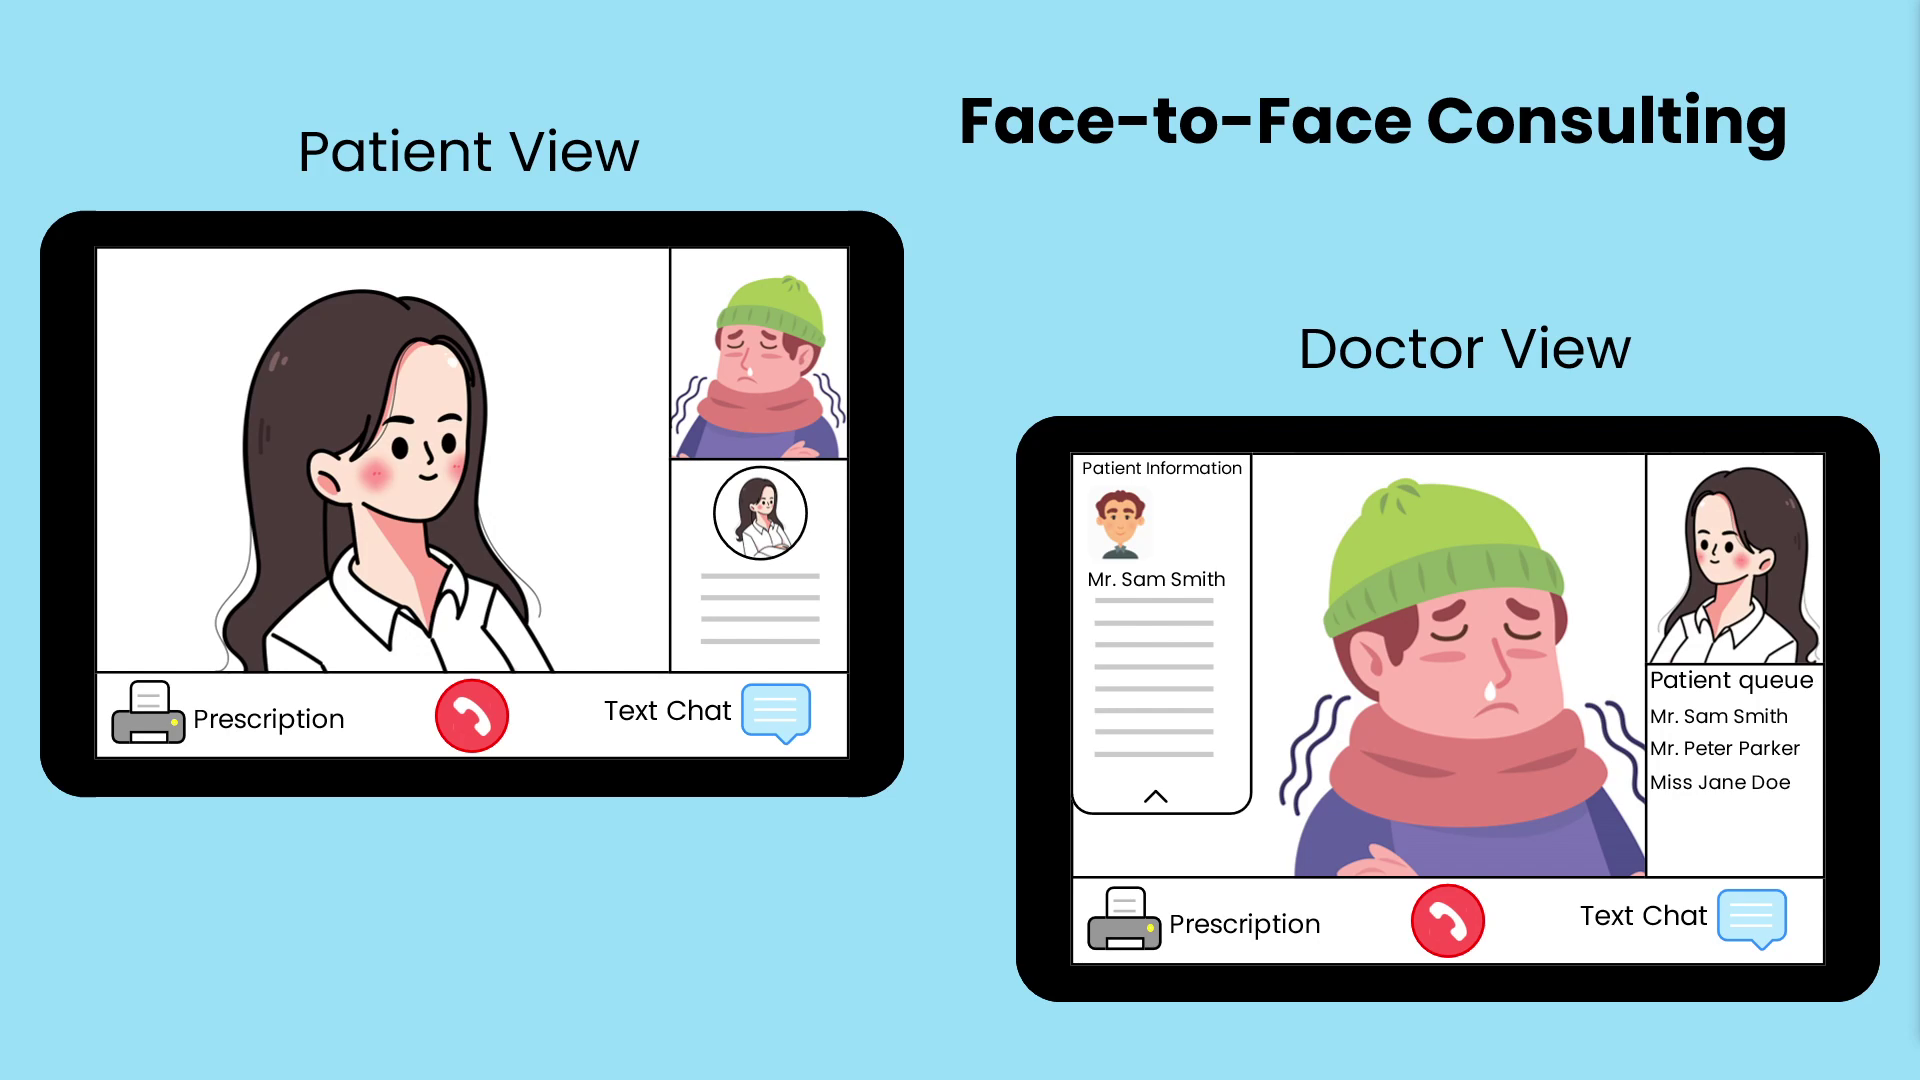 Face-to-Face Consulting
Patient View
Prescription
Text Chat
Doctor View
Patient Information
Mr. Sam Smith
Patient queue
Mr. Sam Smith
Mr. Peter Parker
Miss Jane Doe
Prescription
Text Chat